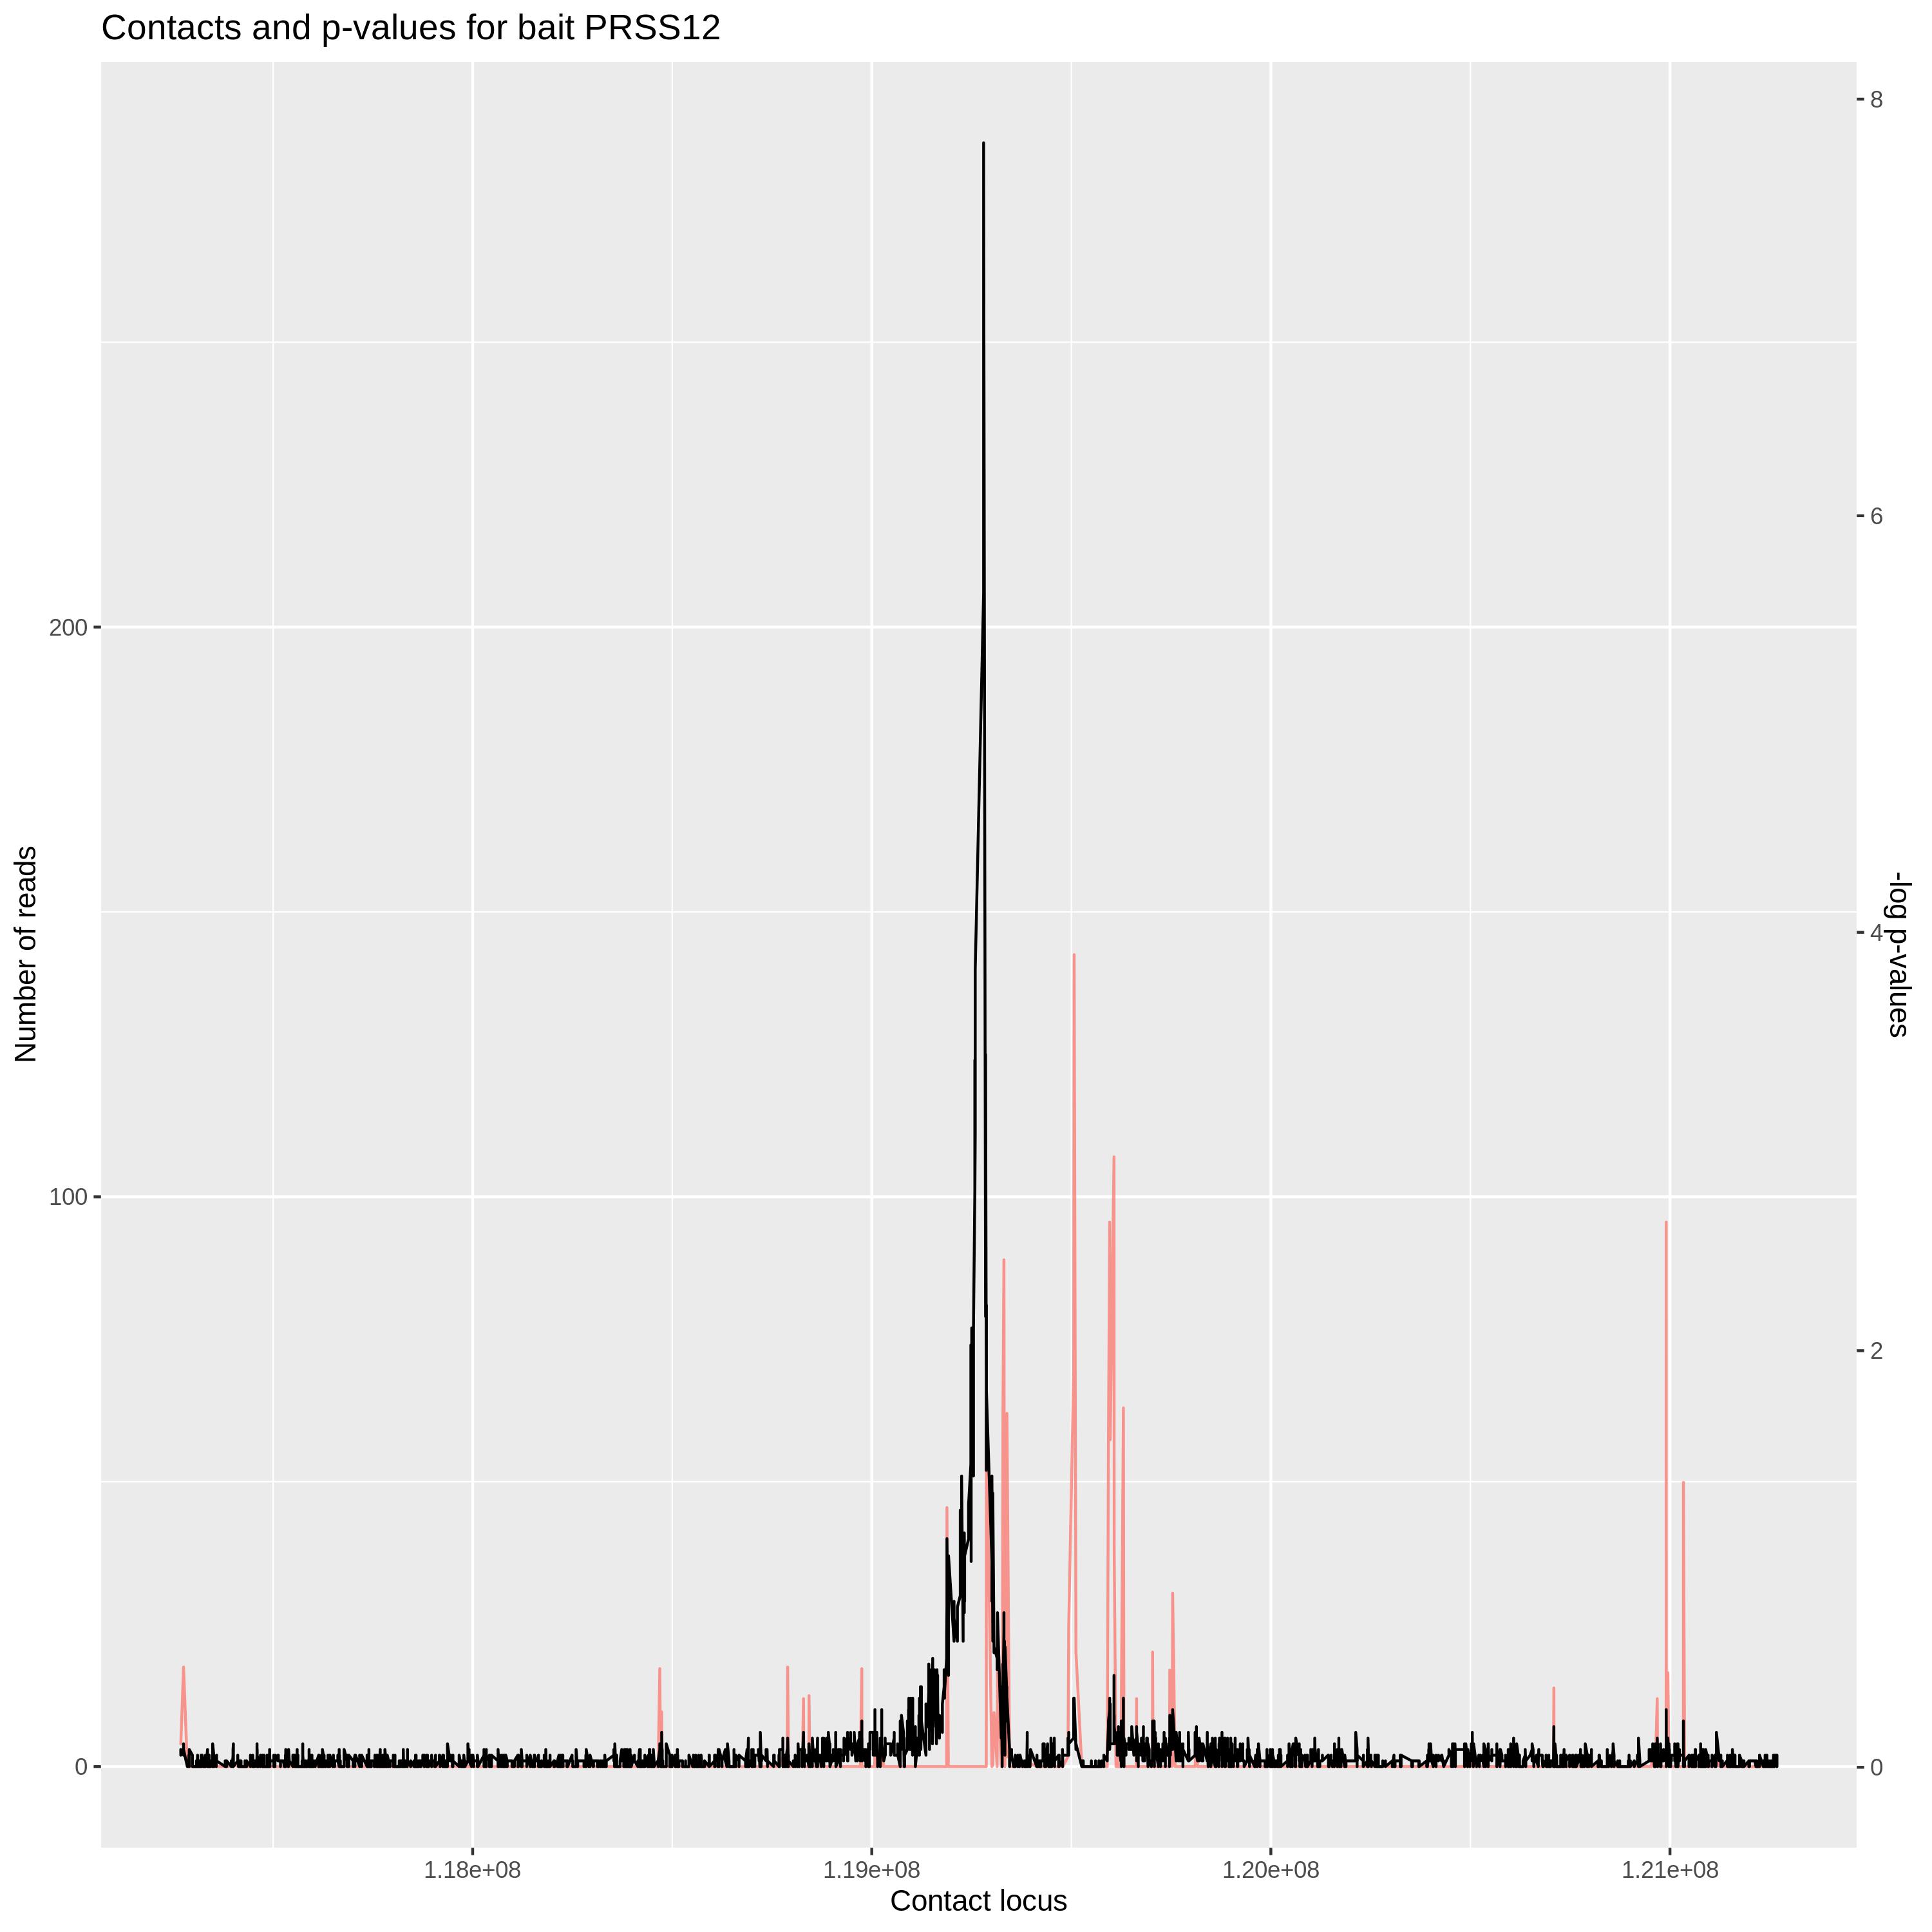 Contacts and p-values for bait PRSS12
Number of reads
200
100
0
8
6
4
2
0
-log p-values
1.18e+08
1.19e+08
1.20e+08
1.21e+08
Contact locus